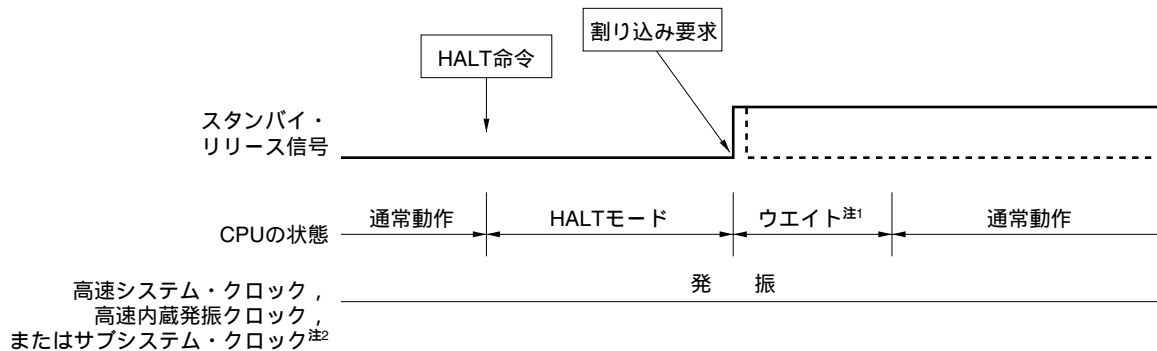 割り込み要求
HALT命令
スタンバイ・
リリース信号
CPUの状態
通常動作
HALTモード
ウエイト注1
通常動作
高速システム・クロック，
高速内蔵発振クロック，
またはサブシステム・クロック注2
発　振